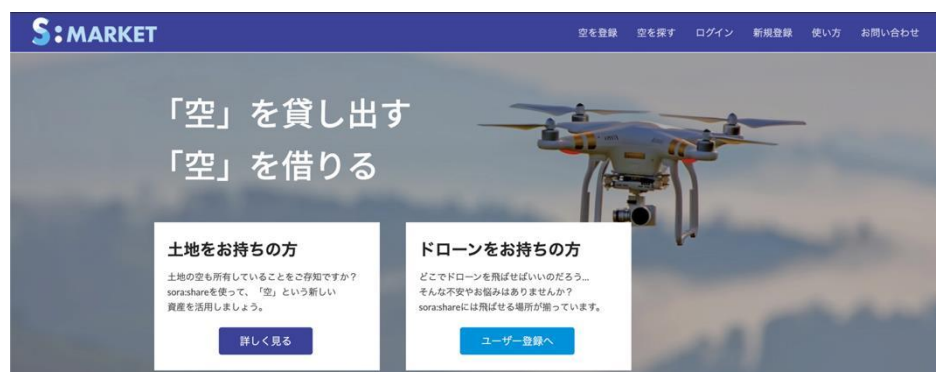 S:MARKET
空を登録 空を探す ログイン 新規登録 使い方 お問い合わせ
「空」を貸し出す
「空」を借りる
土地をお持ちの方
土地の空も所有していることをご存知ですか？
sora:shareを使って、「空」という新しい
資産を活用しましょう。
詳しく見る
ドローンをお持ちの方
どこでドローンを飛ばせばいいのだろう...
そんな不安やお悩みはありませんか？
sora:shareには飛ばせる場所が揃っています。
ユーザー登録へ